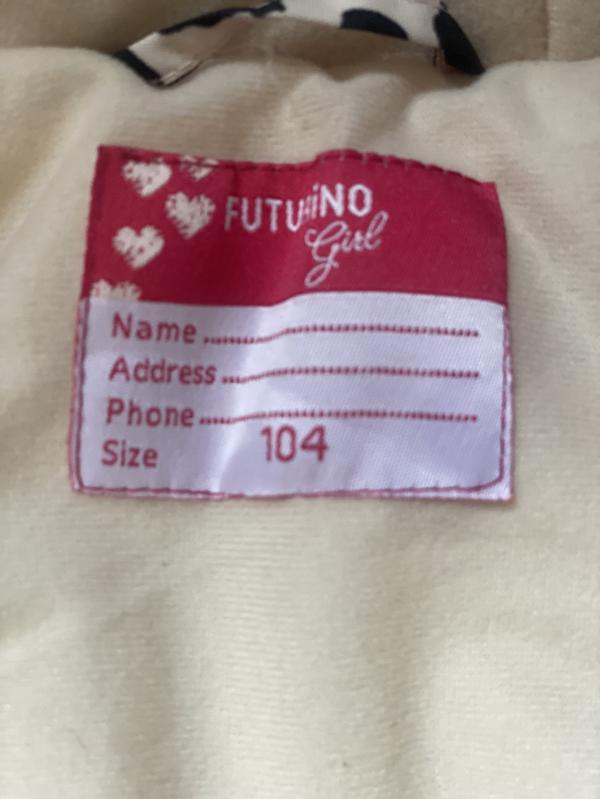 FUTURiNO
Girl
Name
Address
Phone
Size 104